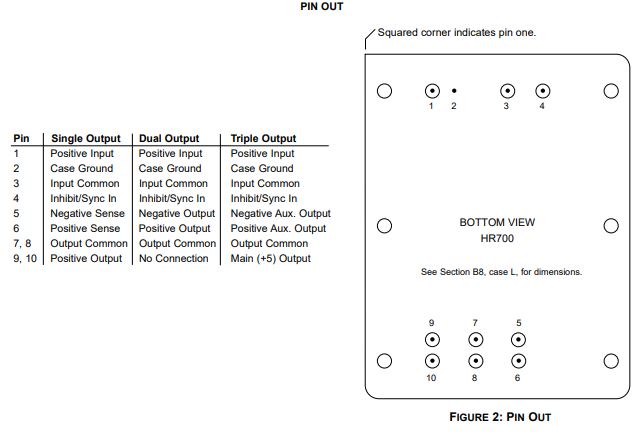 PIN OUT
Squared corner indicates pin one.
1 2 3 4
Pin Single Output Dual Output Triple Output
1 Positive Input Positive Input Positive Input
2 Case Ground Case Ground Case Ground
3 Input Common Input Common Input Common
4 Inhibit/Sync In Inhibit/Sync In Inhibit/Sync In
5 Negative Sense Negative Output Negative Aux. Output
6 Positive Sense Positive Output Positive Aux. Output
7, 8 Output Common Output Common Output Common
9, 10 Positive Output No Connection Main (+5) Output
BOTTOM VIEW
HR700
See Section B8, case L, for dimensions.
9 7 5
10 8 6
FIGURE 2: PIN OUT